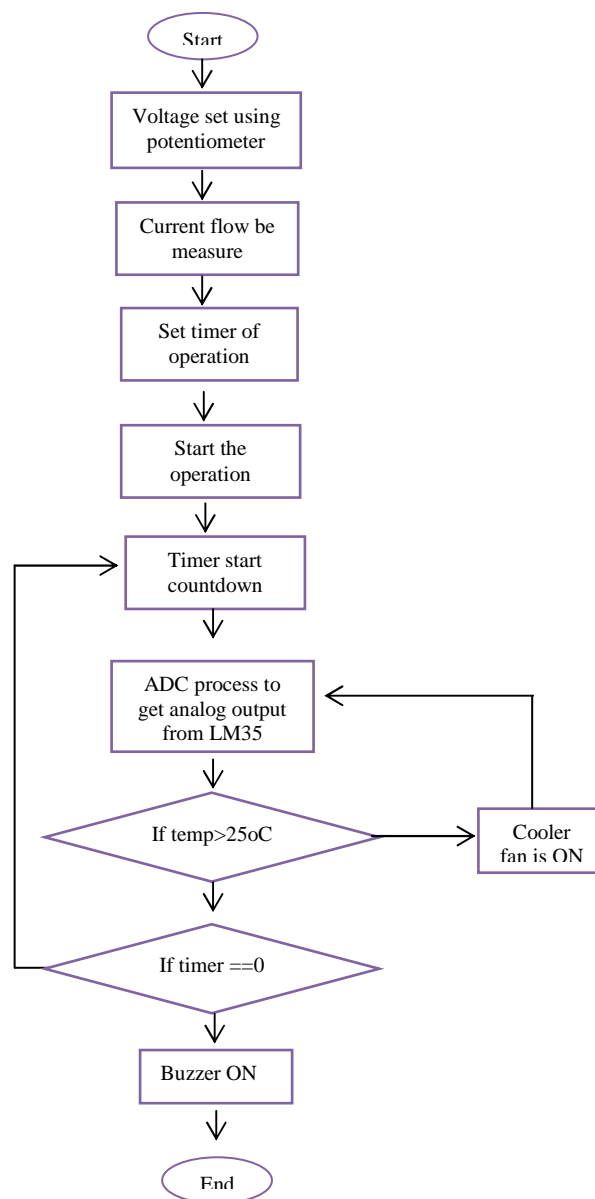 Start
Voltage set using
potentiometer
Current flow be
measure
Set timer of
operation
Start the
operation
Timer start
countdown
ADC process to
get analog output
from LM35
If temp>25oC
Cooler
fan is ON
If timer ==0
Buzzer ON
End